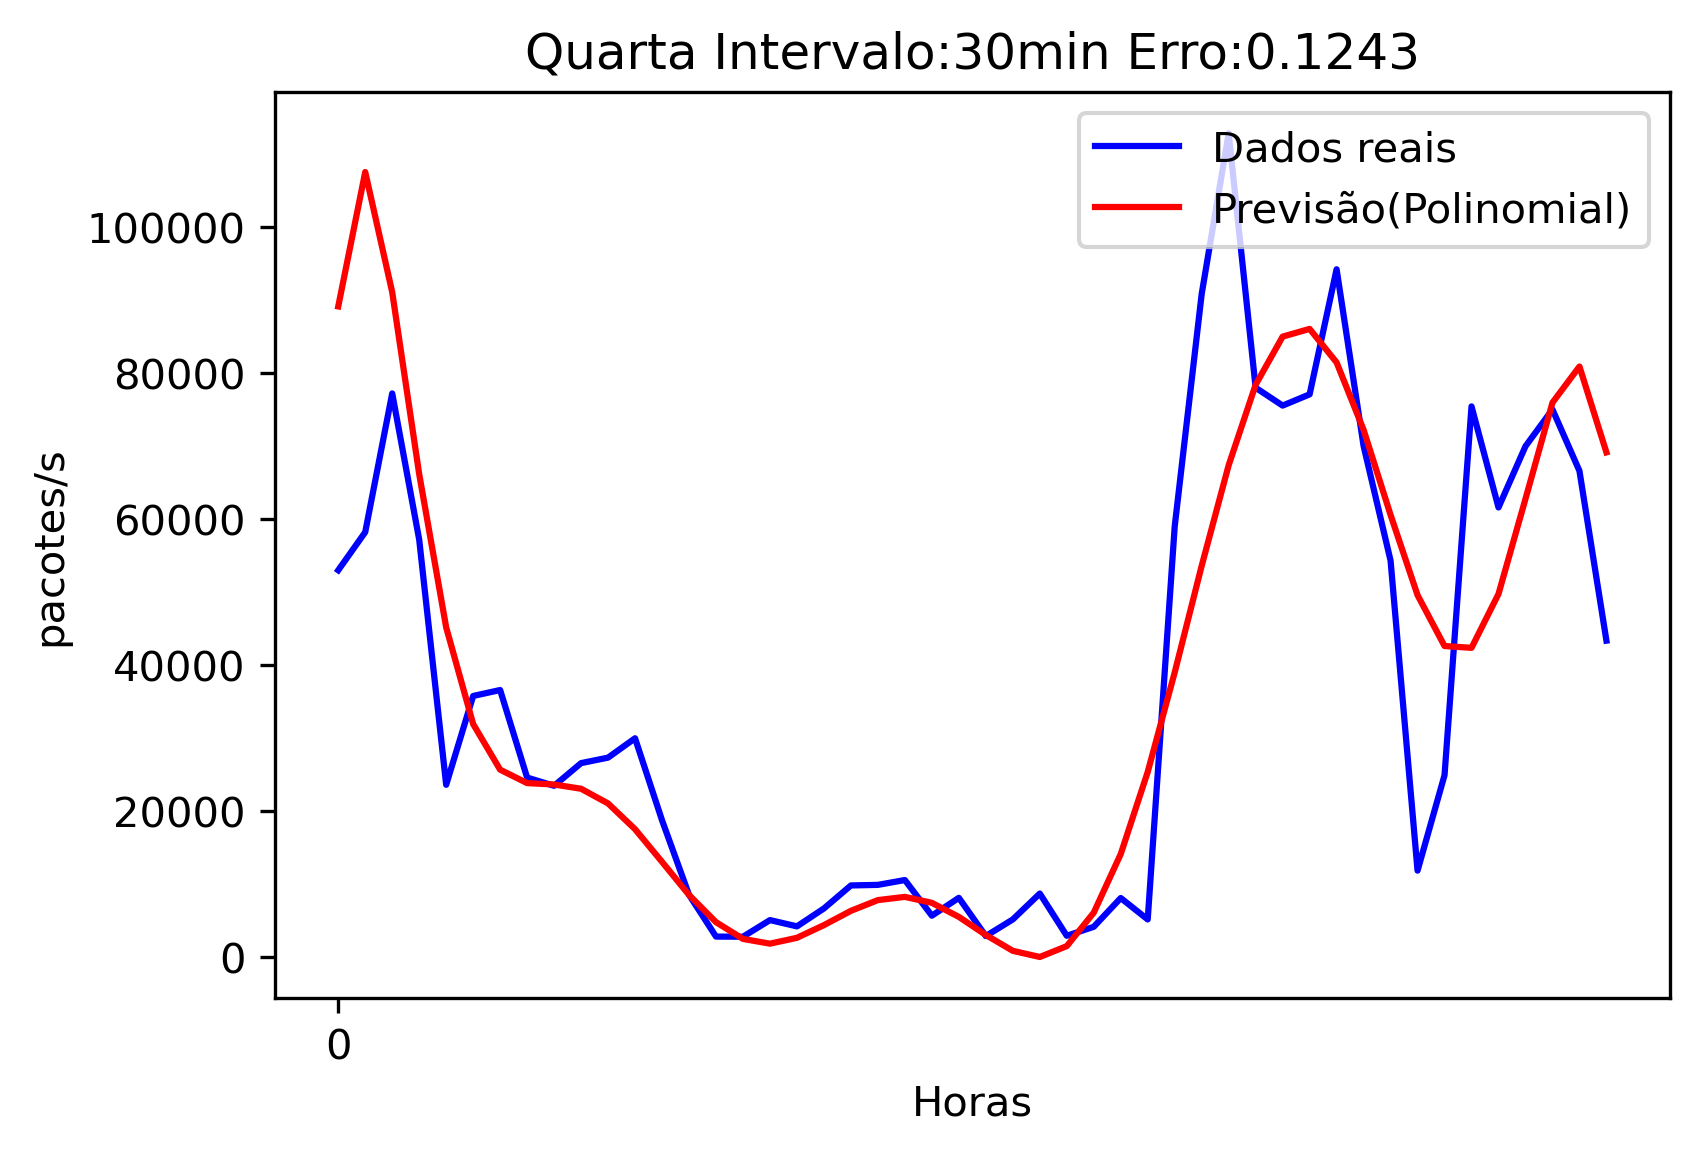 Quarta Intervalo:30min Erro:0.1243
Dados reais
Previsão(Polinomial)
100000
80000
60000
40000
20000
0
pacotes/s
0
Horas